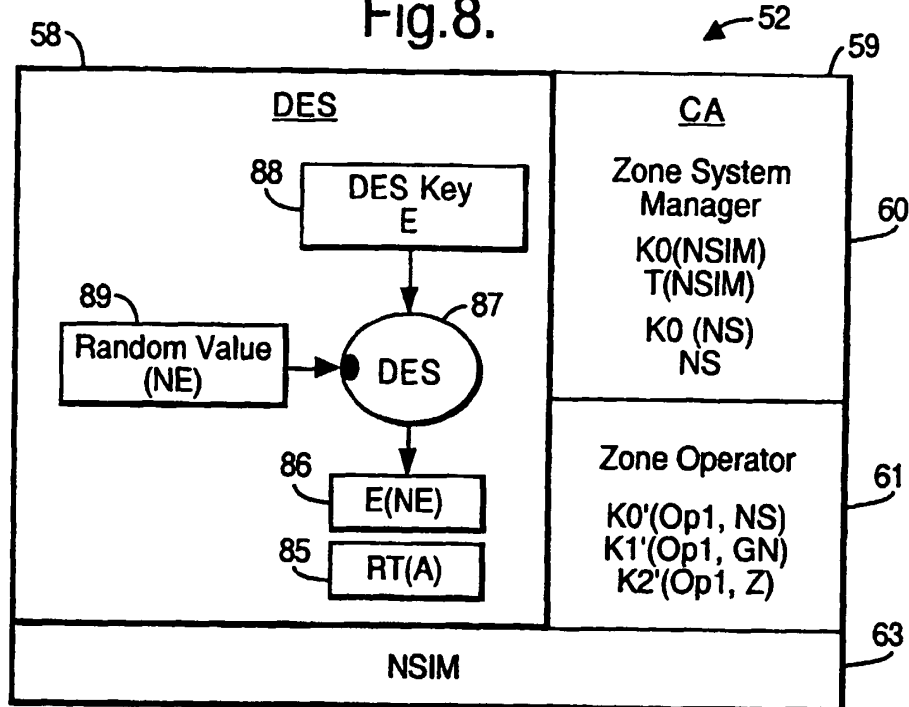 Fig.8.
52
58
59
DES
CA
88
DES Key
E
Zone System
Manager
60
K0(NSIM)
T(NSIM)
K0 (NS)
NS
89
87
Random Value
(NE)
DES
86
E(NE)
85
RT(A)
Zone Operator
61
K0'(Op1, NS)
K1'(Op1, GN)
K2'(Op1, Z)
NSIM
63